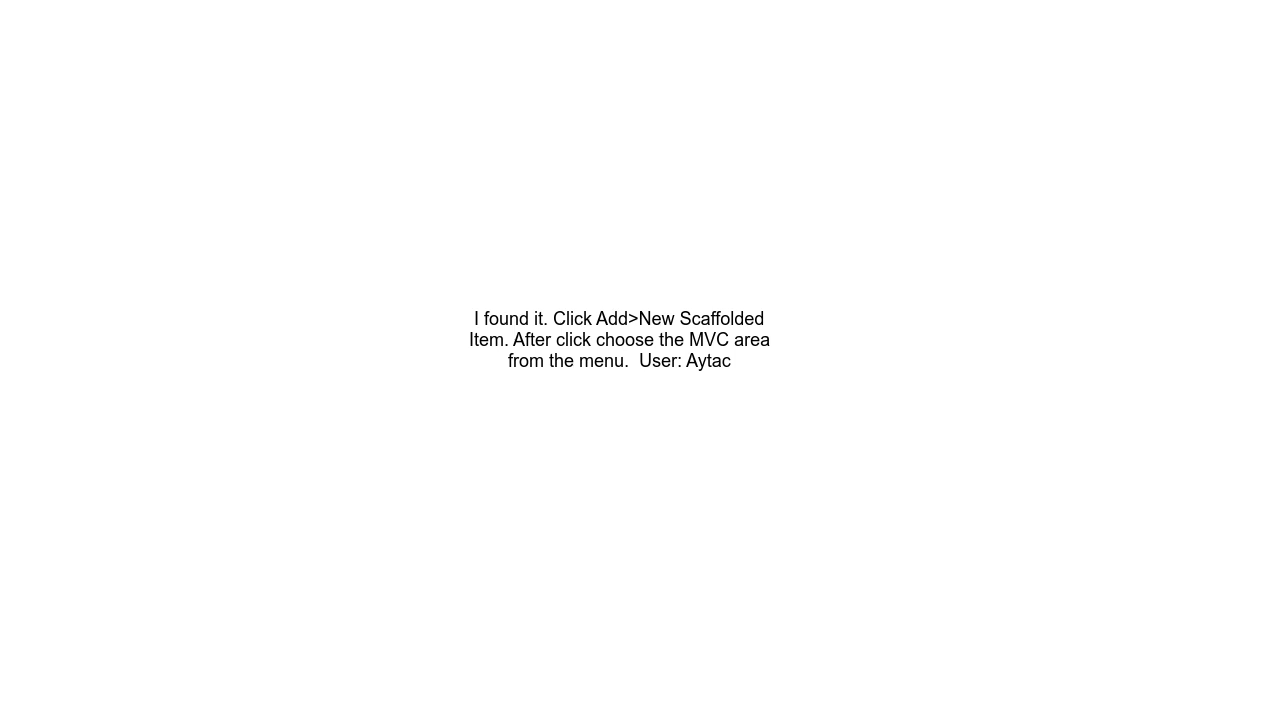 I found it. Click Add>New Scaffolded
Item. After click choose the MVC area
from the menu.  User: Aytac